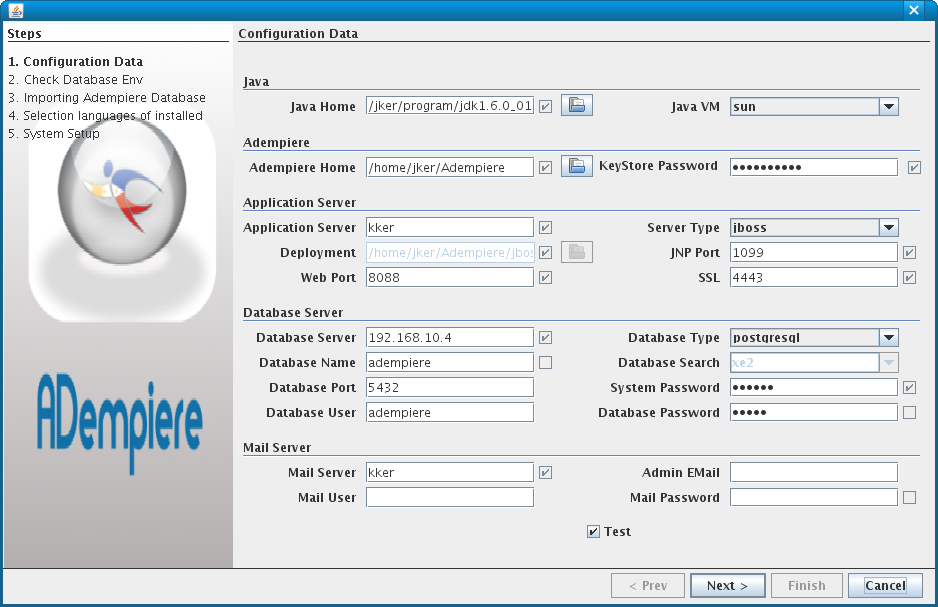 Steps
1. Configuration Data
2. Check Database Env
3. Importing Adempiere Database
4. Selection languages of installed
5. System Setup
ADempiere
Configuration Data
Java
Java Home /jker/program/jdk1.6.0_01 Java VM sun
Adempiere
Adempiere Home /home/jker/Adempiere KeyStore Password ••••••••••
Application Server
Application Server kker Server Type jboss
Deployment /home/jker/Adempiere/jbos JNP Port 1099
Web Port 8088 SSL 4443
Database Server
Database Server 192.168.10.4 Database Type postgresql
Database Name adempiere Database Search xe2
Database Port 5432 System Password ••••••
Database User adempiere Database Password •••••
Mail Server
Mail Server kker Admin EMail
Mail User Mail Password
Test
< Prev Next > Finish Cancel